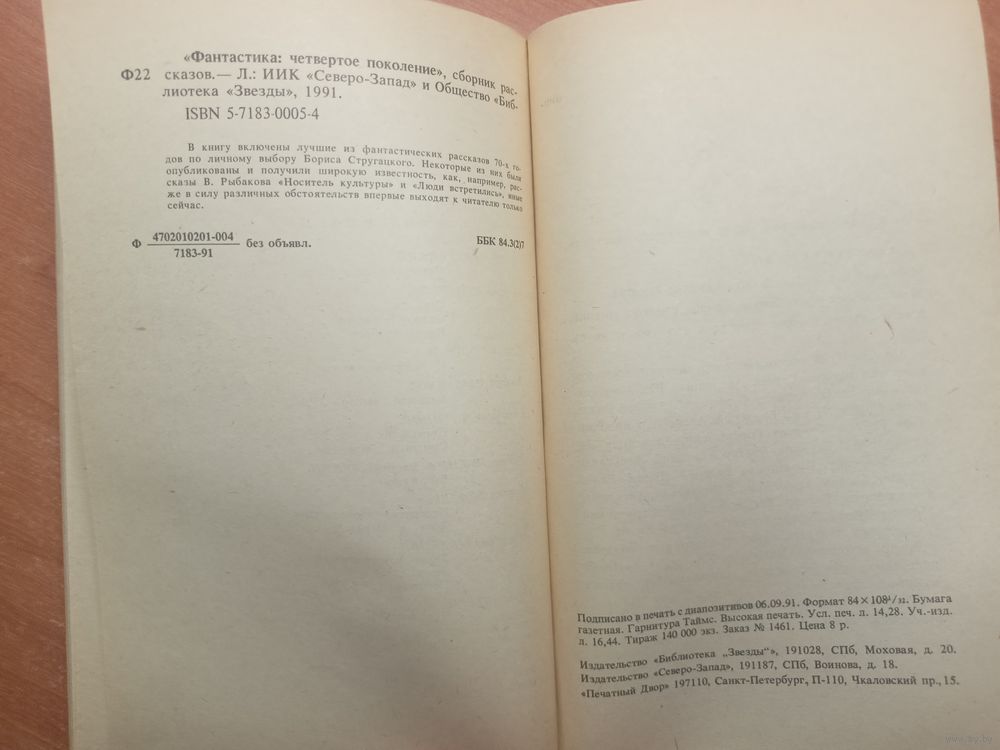 «Фантастика: четвертое поколение», сборник рас-
Ф22 сказов.— Л.: ИИК «Северо-Запад» и Общество «Биб-
лиотека «Звезды», 1991.
ISBN 5-7183-0005-4
В книгу включены лучшие из фантастических рассказов 70-х го-
дов по личному выбору Бориса Стругацкого. Некоторые из них были
опубликованы и получили широкую известность, как, например, рас-
сказы В. Рыбакова «Носитель культуры» и «Люди встретились», иные
же в силу различных обстоятельств впервые выходят к читателю только
сейчас.
Ф 4702010201-004 без объявл. ББК 84.3(2)7
7183-91
Подписано в печать с диапозитивов 06.09.91. Формат 84×108¹/₃₂. Бумага
газетная. Гарнитура Таймс. Высокая печать. Усл. печ. л. 14,28. Уч.-изд.
л. 16,44. Тираж 140 000 экз. Заказ № 1461. Цена 8 р.
Издательство «Библиотека „Звезды“», 191028, СПб, Моховая, д. 20.
Издательство «Северо-Запад», 191187, СПб, Воинова, д. 18.
«Печатный Двор» 197110, Санкт-Петербург, П-110, Чкаловский пр., 15.